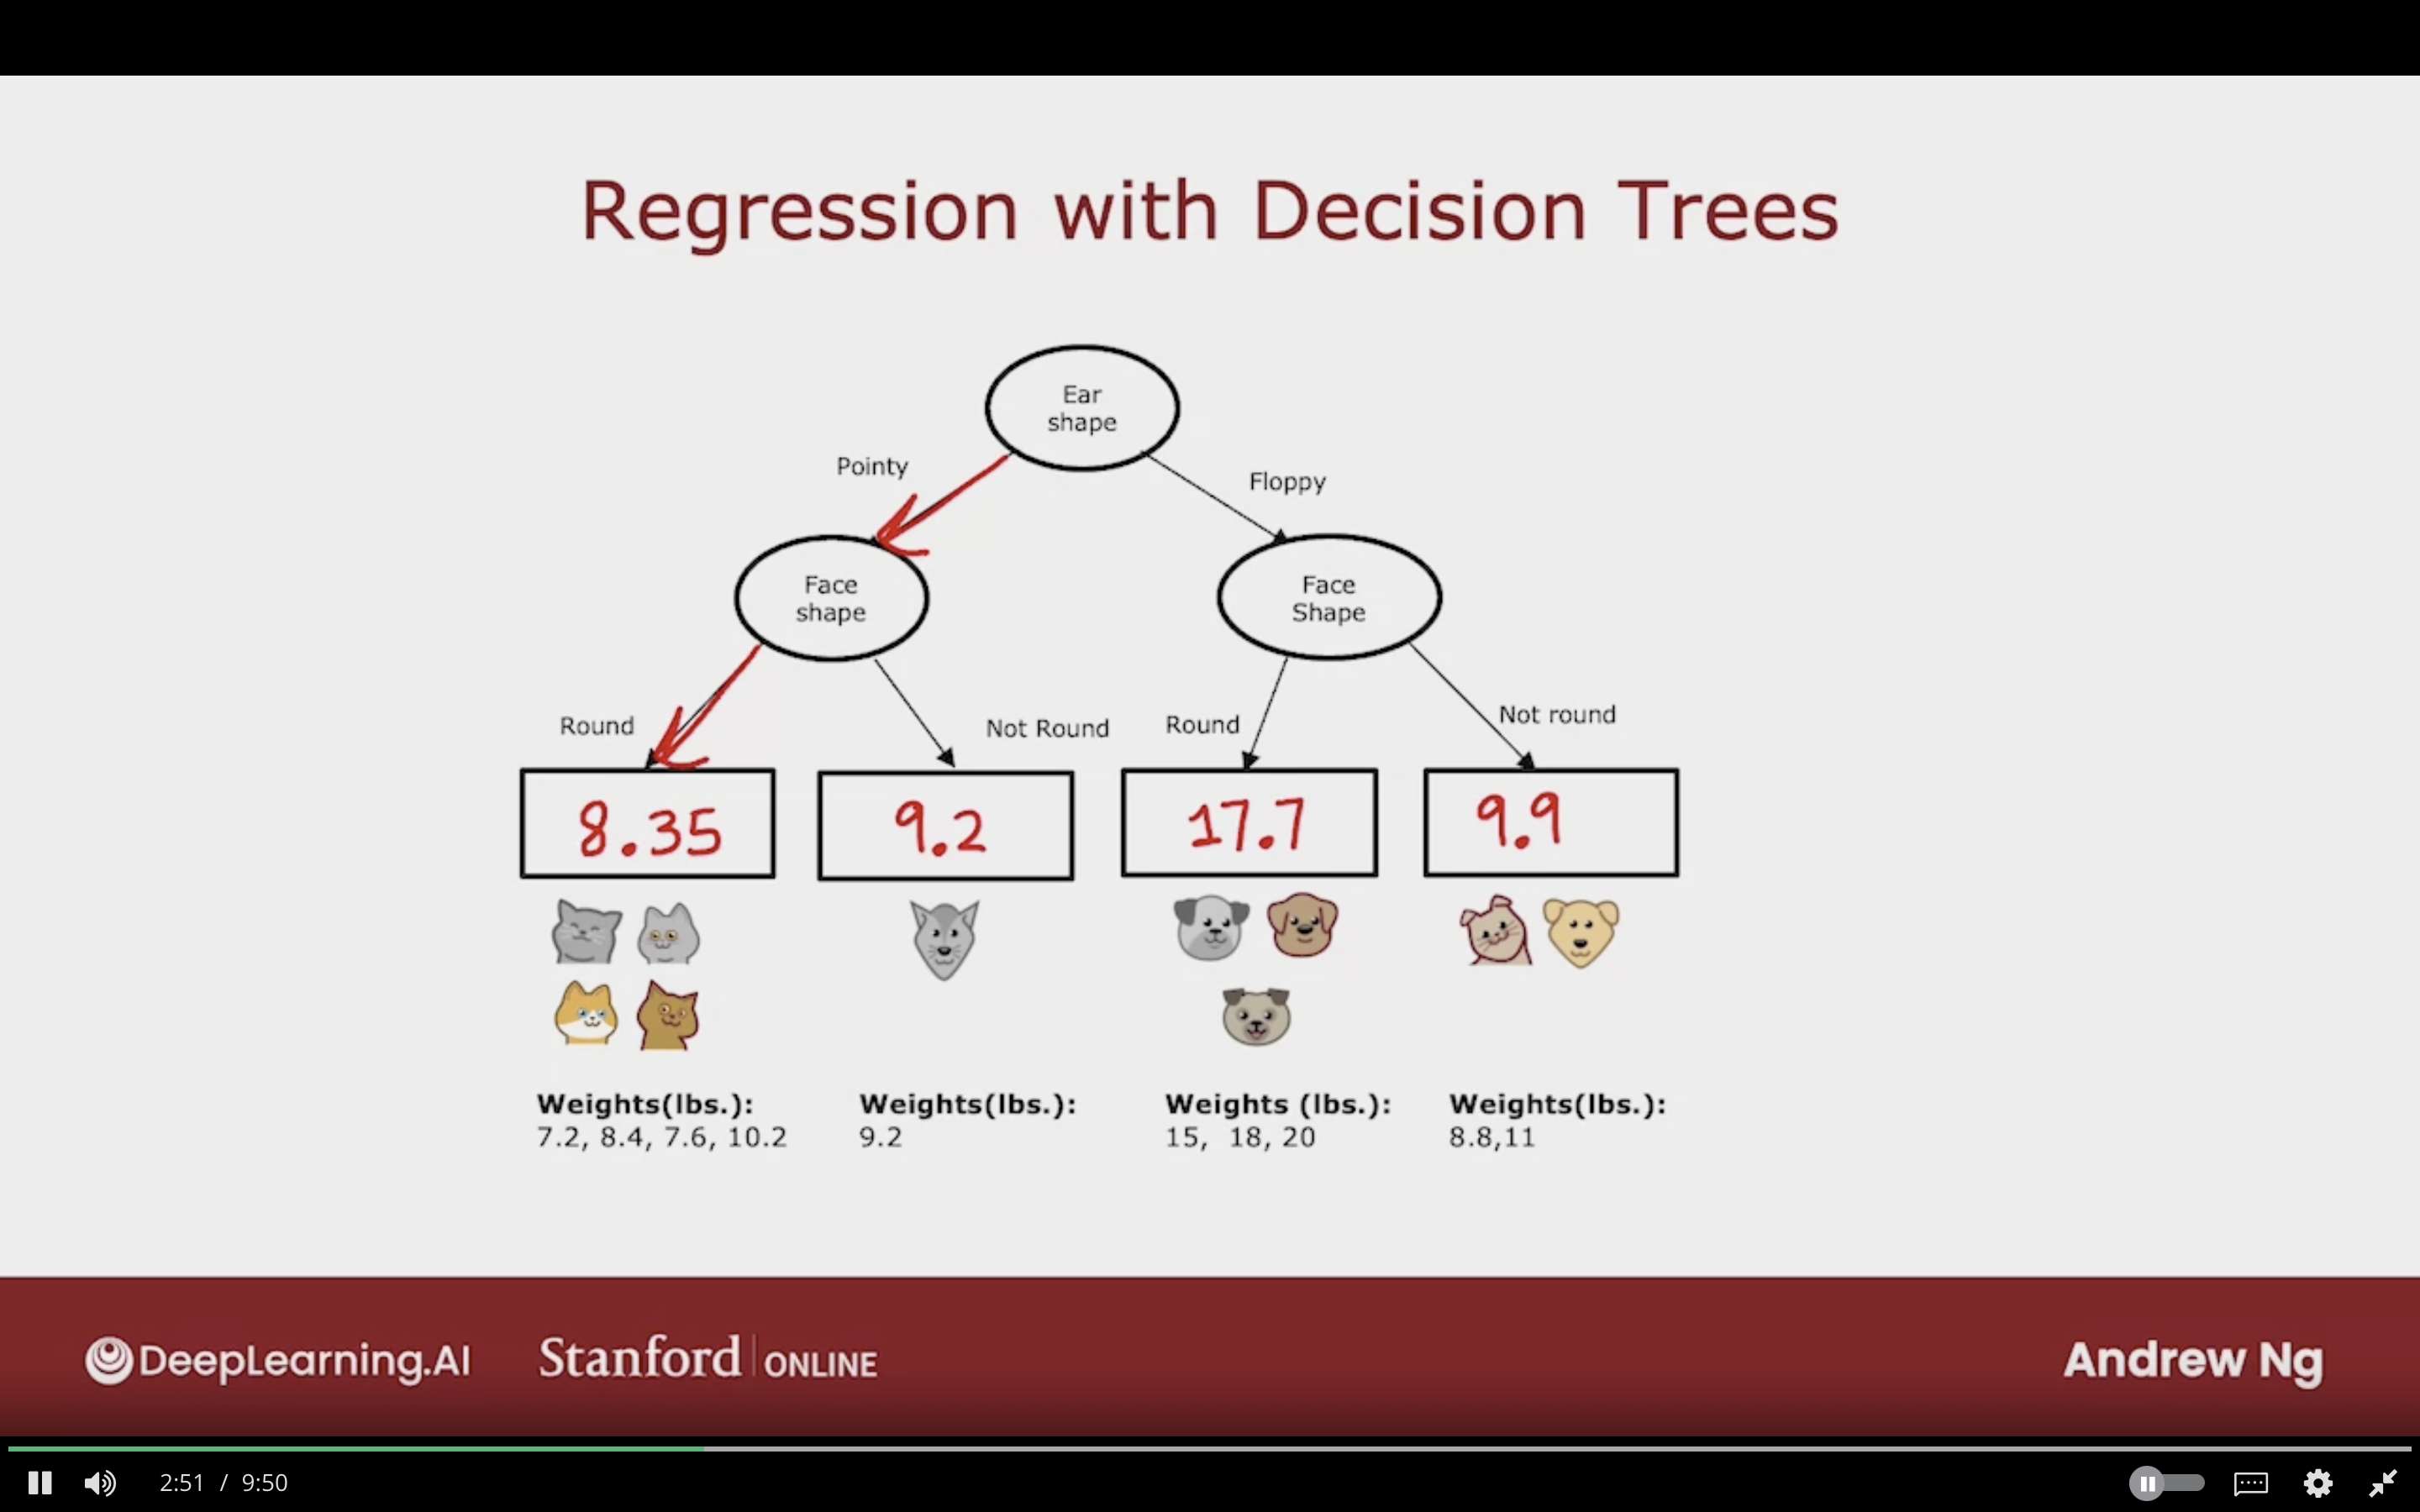 Regression with Decision Trees
Ear
shape
Pointy
Floppy
Face
shape
Face
Shape
Round
Not Round
Round
Not round
8.35
9.2
17.7
9.9
Weights(lbs.):
7.2, 8.4, 7.6, 10.2
Weights(lbs.):
9.2
Weights (lbs.):
15, 18, 20
Weights(lbs.):
8.8,11
DeepLearning.AI
Stanford ONLINE
Andrew Ng
2:51 / 9:50